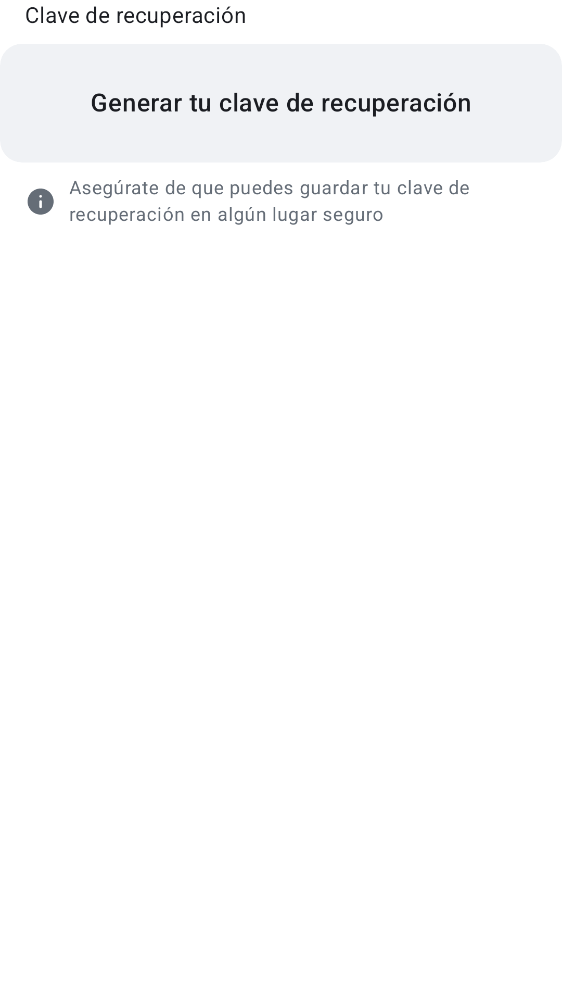 Clave de recuperación
Generar tu clave de recuperación
Asegúrate de que puedes guardar tu clave de
recuperación en algún lugar seguro